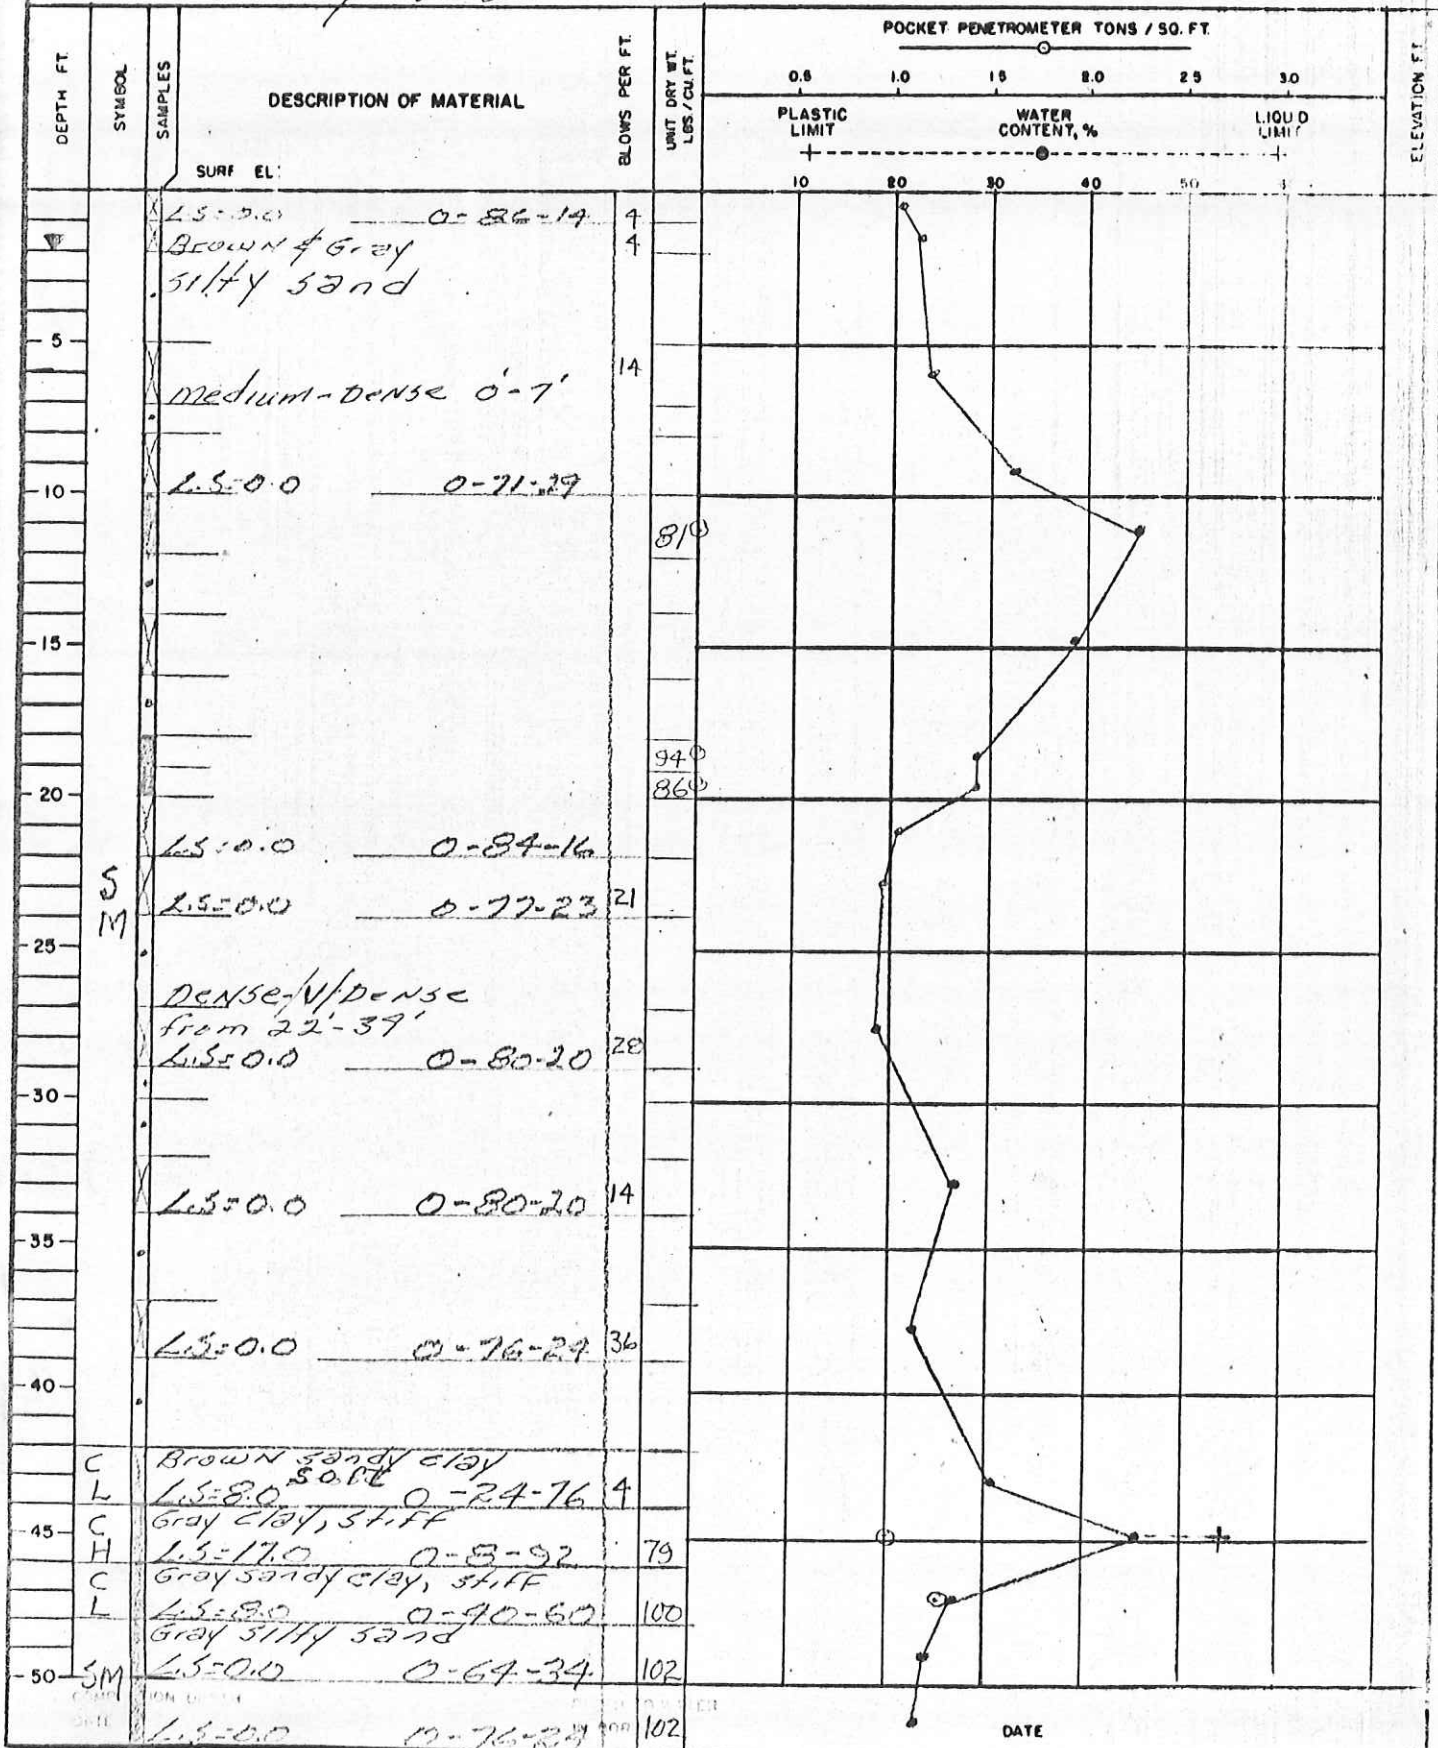 POCKET PENETROMETER TONS / SQ. FT.
0.5 1.0 1.5 2.0 2.5 3.0
DEPTH FT.
SYMBOL
SAMPLES
DESCRIPTION OF MATERIAL
SURF EL:
BLOWS PER FT.
UNIT DRY WT. LBS./CU. FT.
PLASTIC LIMIT
WATER CONTENT, %
LIQUID LIMIT
ELEVATION FT.
10 20 30 40 50
L.S=0.0 0-86-14 4
Brown & Gray 4
silty sand
5
14
Medium-Dense 0'-7'
10 L.S=0.0 0-71-29
81
15
94
20 86
L.S=0.0 0-84-16
S
L.S=0.0 0-77-23 21
M
25
Dense-V/Dense
from 22'-39'
L.S=0.0 0-80-20 28
30
L.S=0.0 0-80-20 14
35
L.S=0.0 0-76-24 36
40
C Brown sandy clay
soft
L L.S=8.0 0-24-76 4
45 C Gray clay, stiff
H L.S=17.0 0-8-92 79
C Gray sandy clay, stiff
L L.S=8.0 0-40-60 100
Gray silty sand
50 SM L.S=0.0 0-64-34 102
L.S=0.0 0-76-24 102
DATE